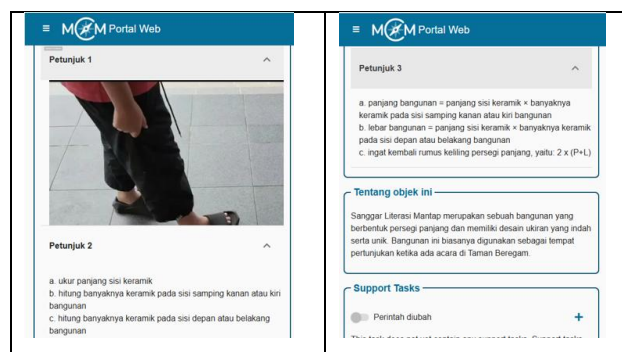 MCM Portal Web
Petunjuk 1
Petunjuk 2
a. ukur panjang sisi keramik
b. hitung banyaknya keramik pada sisi samping kanan atau kiri
bangunan
c. hitung banyaknya keramik pada sisi depan atau belakang
bangunan
MCM Portal Web
Petunjuk 3
a. panjang bangunan = panjang sisi keramik × banyaknya
keramik pada sisi samping kanan atau kiri bangunan
b. lebar bangunan = panjang sisi keramik × banyaknya keramik
pada sisi depan atau belakang bangunan
c. ingat kembali rumus keliling persegi panjang, yaitu: 2 x (P+L)
Tentang objek ini
Sanggar Literasi Mantap merupakan sebuah bangunan yang
berbentuk persegi panjang dan memiliki desain ukiran yang indah
serta unik. Bangunan ini biasanya digunakan sebagai tempat
pertunjukan ketika ada acara di Taman Beregam.
Support Tasks
Perintah diubah